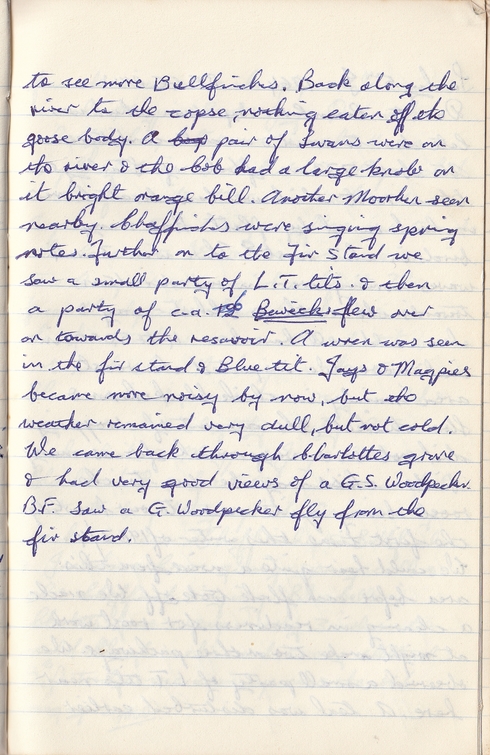 to see more Bullfinches. Back along the
river to the copse, nothing eaten off the
goose body. A pair of Swans were on
the river & the cob had a large knob on
it bright orange bill. Another Moorhen seen
nearby. Chaffinches were singing spring
notes. Further on to the Fir Stand we
saw a small party of L.T. tits. & then
a party of c.a. Bewicks flew over
on towards the resavoir. A wren was seen
in the fir stand & Blue-tit. Jays & Magpies
became more noisy by now, but the
weather remained very dull, but not cold.
We came back through Charlottes grove
& had very good views of a G.S. Woodpecker.
B.F. saw a G. Woodpecker fly from the
fir stand.